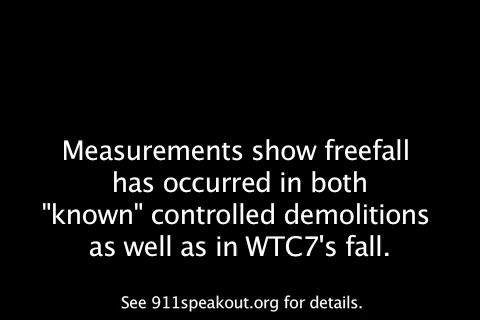 Measurements show freefall
has occurred in both
"known" controlled demolitions
as well as in WTC7's fall.
See 911speakout.org for details.